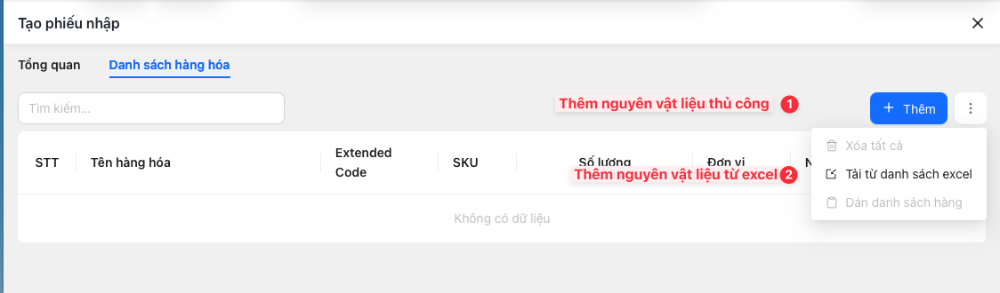 Tạo phiếu nhập
Tổng quan
Danh sách hàng hóa
Tìm kiếm...
Thêm nguyên vật liệu thủ công 1
Thêm
Xóa tất cả
Tải từ danh sách excel
Dán danh sách hàng
STT
Tên hàng hóa
Extended
Code
SKU
Số lượng
Đơn vị
Thêm nguyên vật liệu từ excel 2
Không có dữ liệu